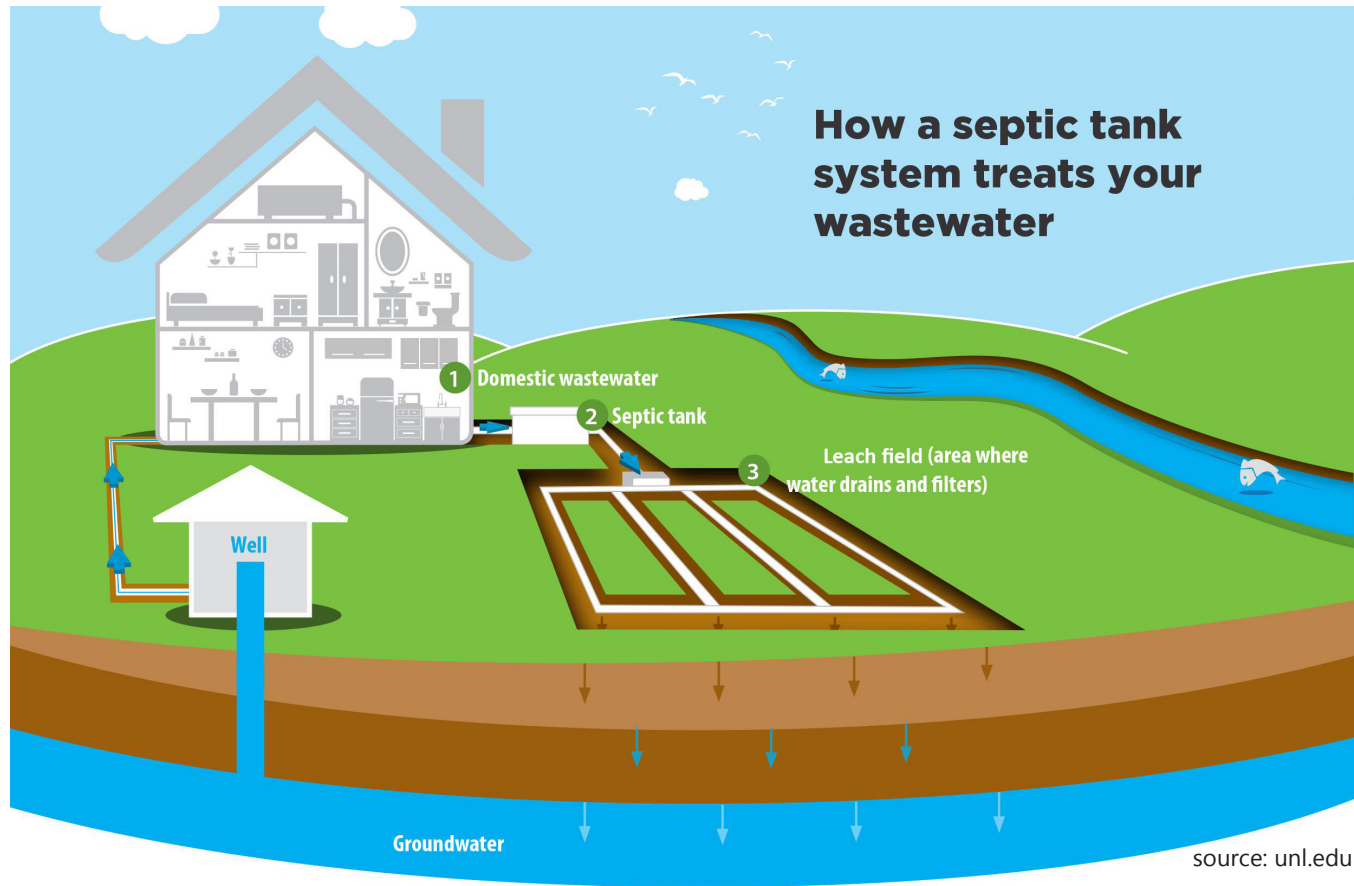 How a septic tank
system treats your
wastewater
1 Domestic wastewater
2 Septic tank
3 Leach field (area where
water drains and filters)
Well
Groundwater
source: unl.edu